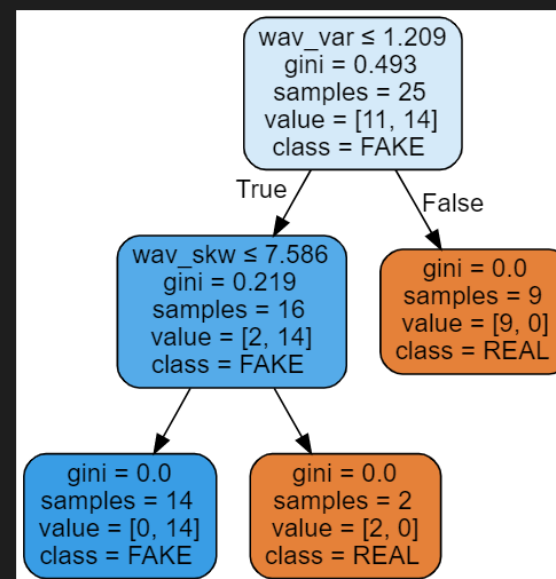 wav_var ≤ 1.209
gini = 0.493
samples = 25
value = [11, 14]
class = FAKE
True
False
wav_skw ≤ 7.586
gini = 0.219
samples = 16
value = [2, 14]
class = FAKE
gini = 0.0
samples = 9
value = [9, 0]
class = REAL
gini = 0.0
samples = 14
value = [0, 14]
class = FAKE
gini = 0.0
samples = 2
value = [2, 0]
class = REAL